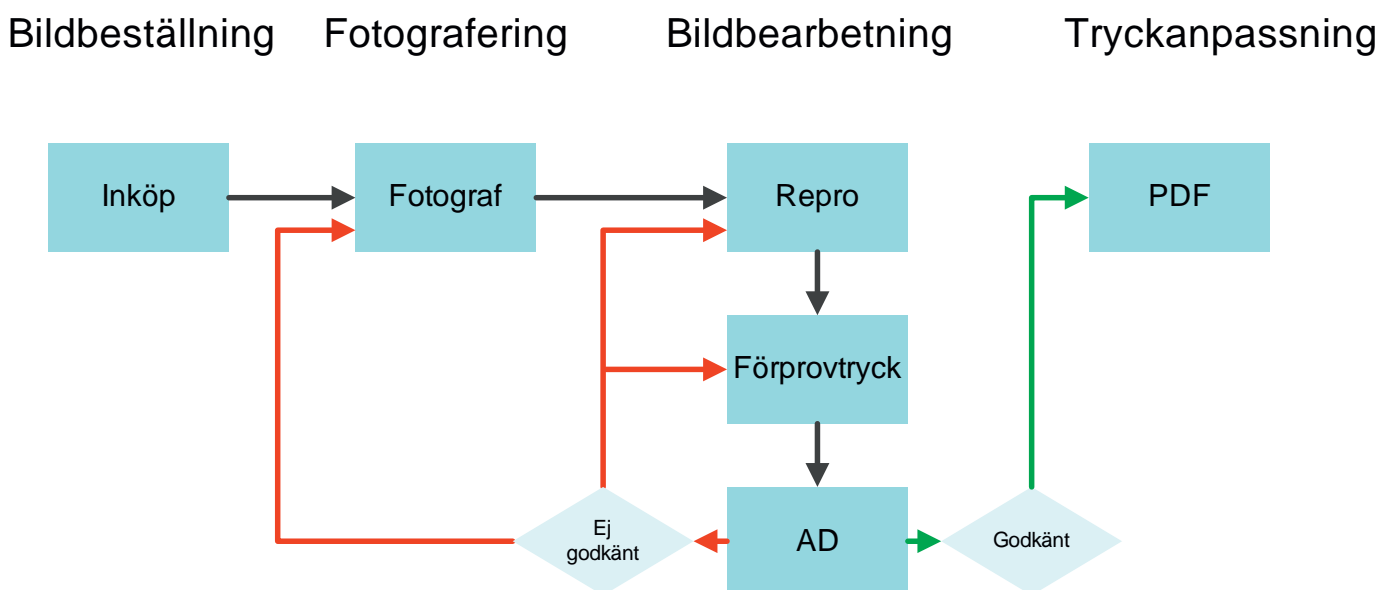 Bildbeställning Fotografering Bildbearbetning Tryckanpassning
Inköp Fotograf Repro PDF
Förprovtryck
Ej
godkänt
AD
Godkänt